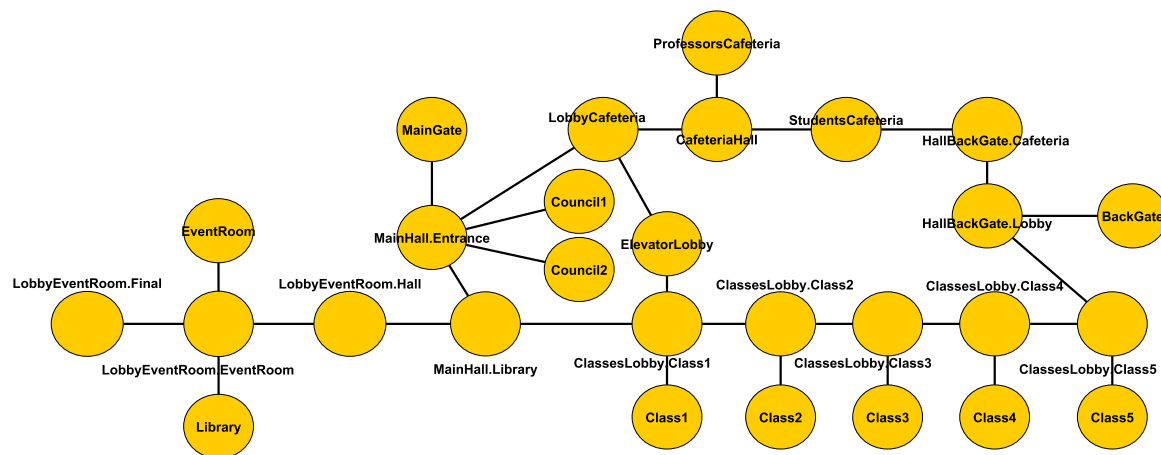 ProfessorsCafeteria
MainGate
LobbyCafeteria
CafeteriaHall
StudentsCafeteria
HallBackGate.Cafeteria
Council1
EventRoom
MainHall.Entrance
ElevatorLobby
HallBackGate.Lobby
BackGate
Council2
LobbyEventRoom.Final
LobbyEventRoom.Hall
ClassesLobby.Class2
ClassesLobby.Class4
LobbyEventRoom.EventRoom
MainHall.Library
ClassesLobby.Class1
ClassesLobby.Class3
ClassesLobby.Class5
Library
Class1
Class2
Class3
Class4
Class5